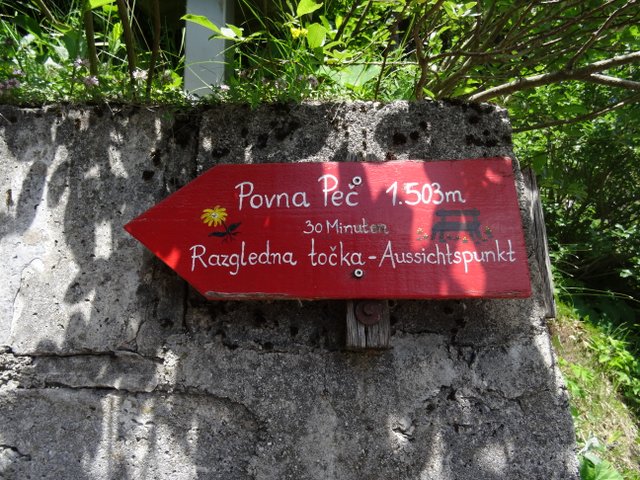 Povna Peč 1.503m
30 Minuten
Razgledna točka - Aussichtspunkt